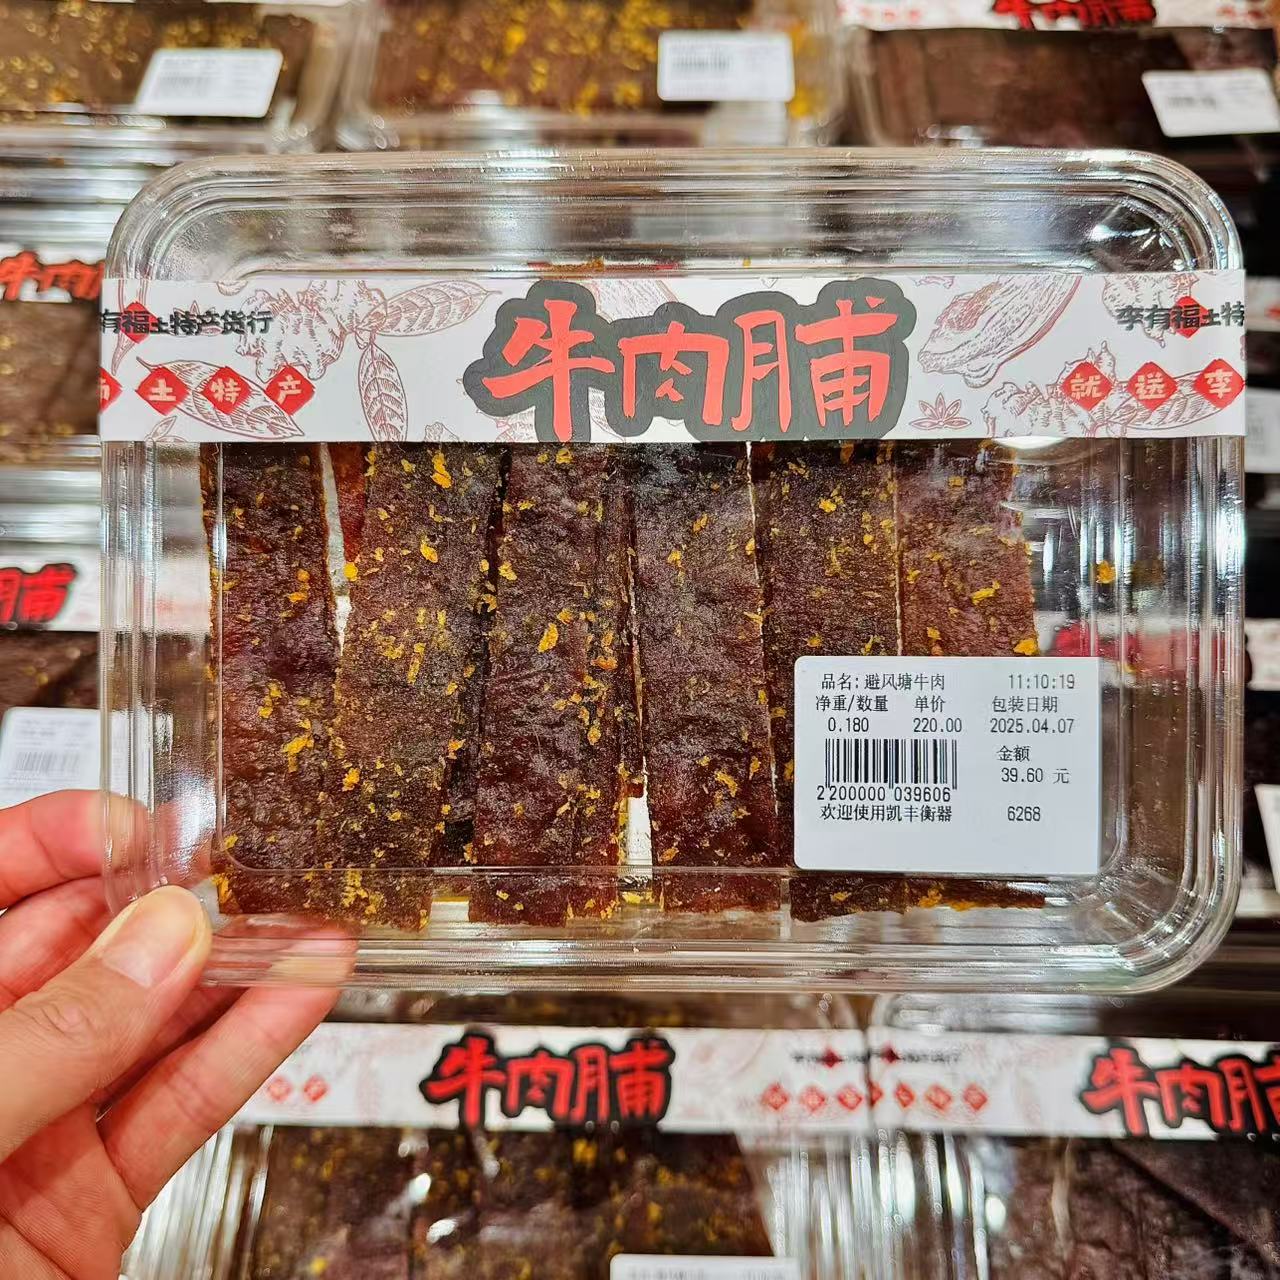 牛肉脯
牛肉
有福土特产货行
牛肉脯
李有福土特
土特产
就送李
肉脯
品名: 避风塘牛肉 11:10:19
净重/数量 单价 包装日期
0.180 220.00 2025.04.07
金额
39.60 元
2200000 039606
欢迎使用凯丰衡器 6268
牛肉脯
牛肉脯